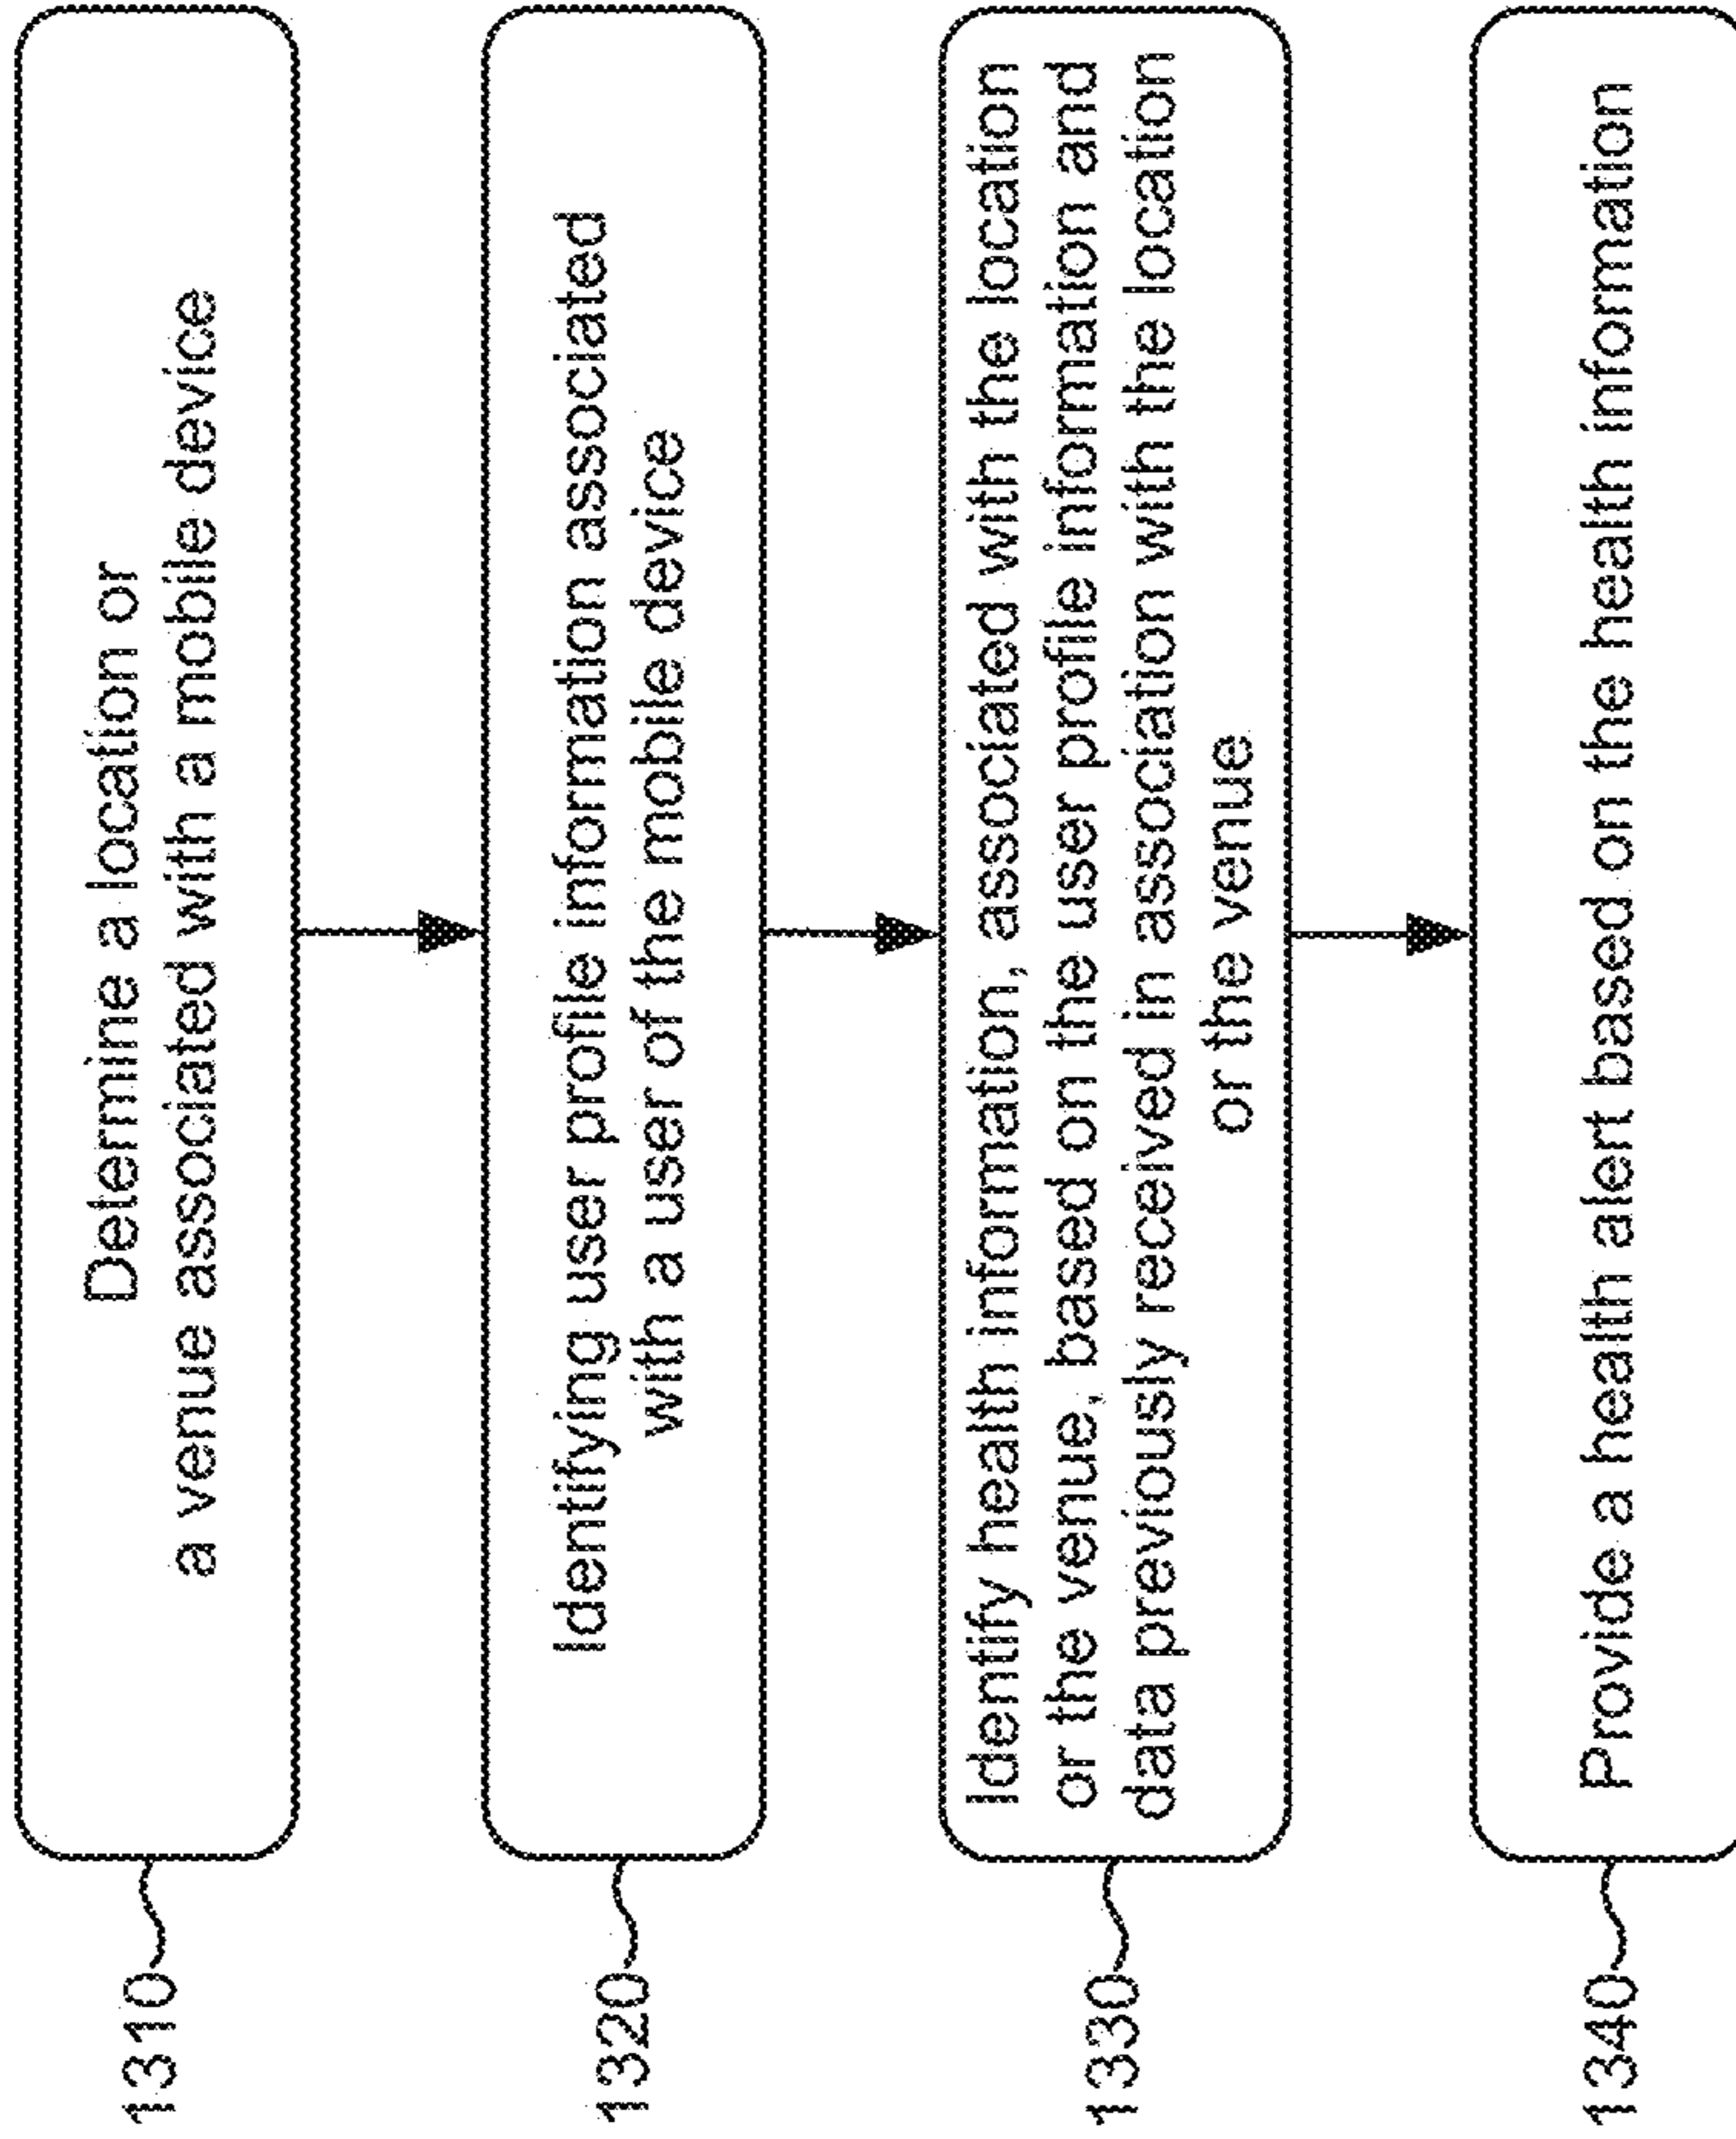 1310
Determine a location or
a venue associated with a mobile device
1320
Identifying user profile information associated
with a user of the mobile device
1330
Identify health information, associated with the location
or the venue, based on the user profile information and
data previously received in association with the location
or the venue
1340
Provide a health alert based on the health information